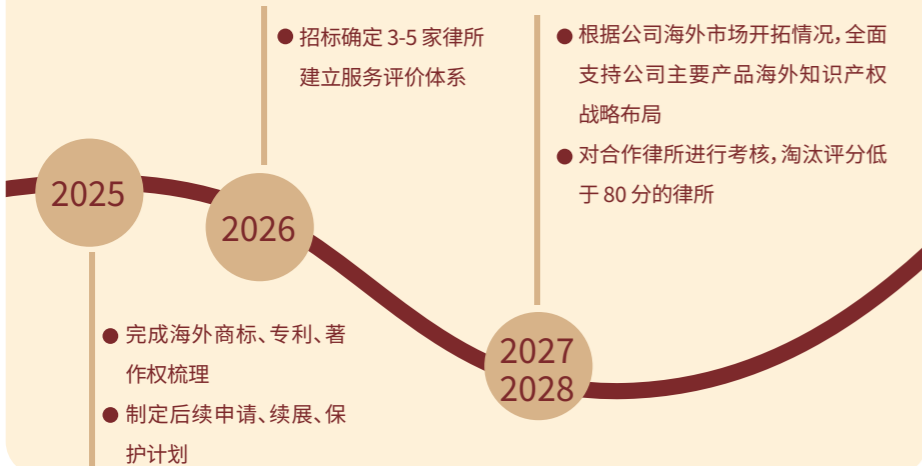 2025
完成海外商标、专利、著
作权梳理
制定后续申请、续展、保
护计划
2026
招标确定 3-5 家律所
建立服务评价体系
2027
2028
根据公司海外市场开拓情况，全面
支持公司主要产品海外知识产权
战略布局
对合作律所进行考核，淘汰评分低
于 80 分的律所